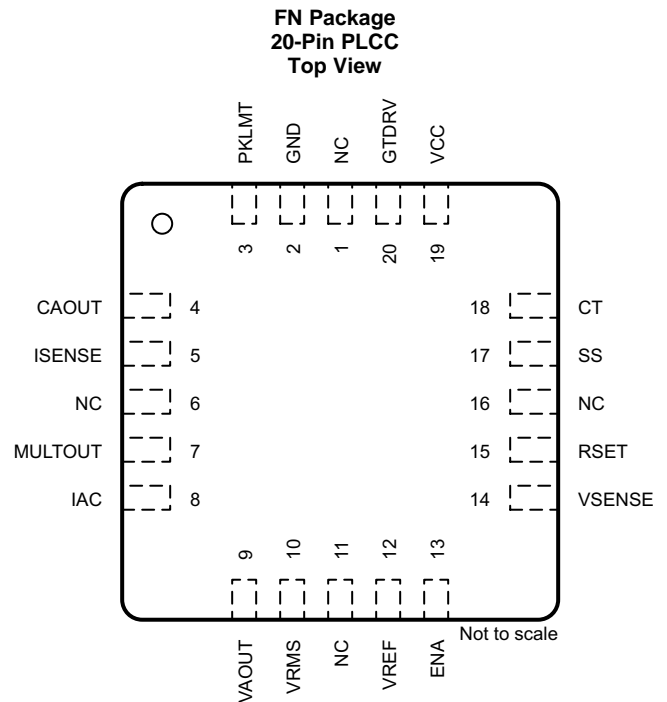 FN Package
20-Pin PLCC
Top View
PKLMT GND NC GTDRV VCC
3 2 1 20 19
CAOUT 4 18 CT
ISENSE 5 17 SS
NC 6 16 NC
MULTOUT 7 15 RSET
IAC 8 14 VSENSE
9 10 11 12 13
VAOUT VRMS NC VREF ENA
Not to scale